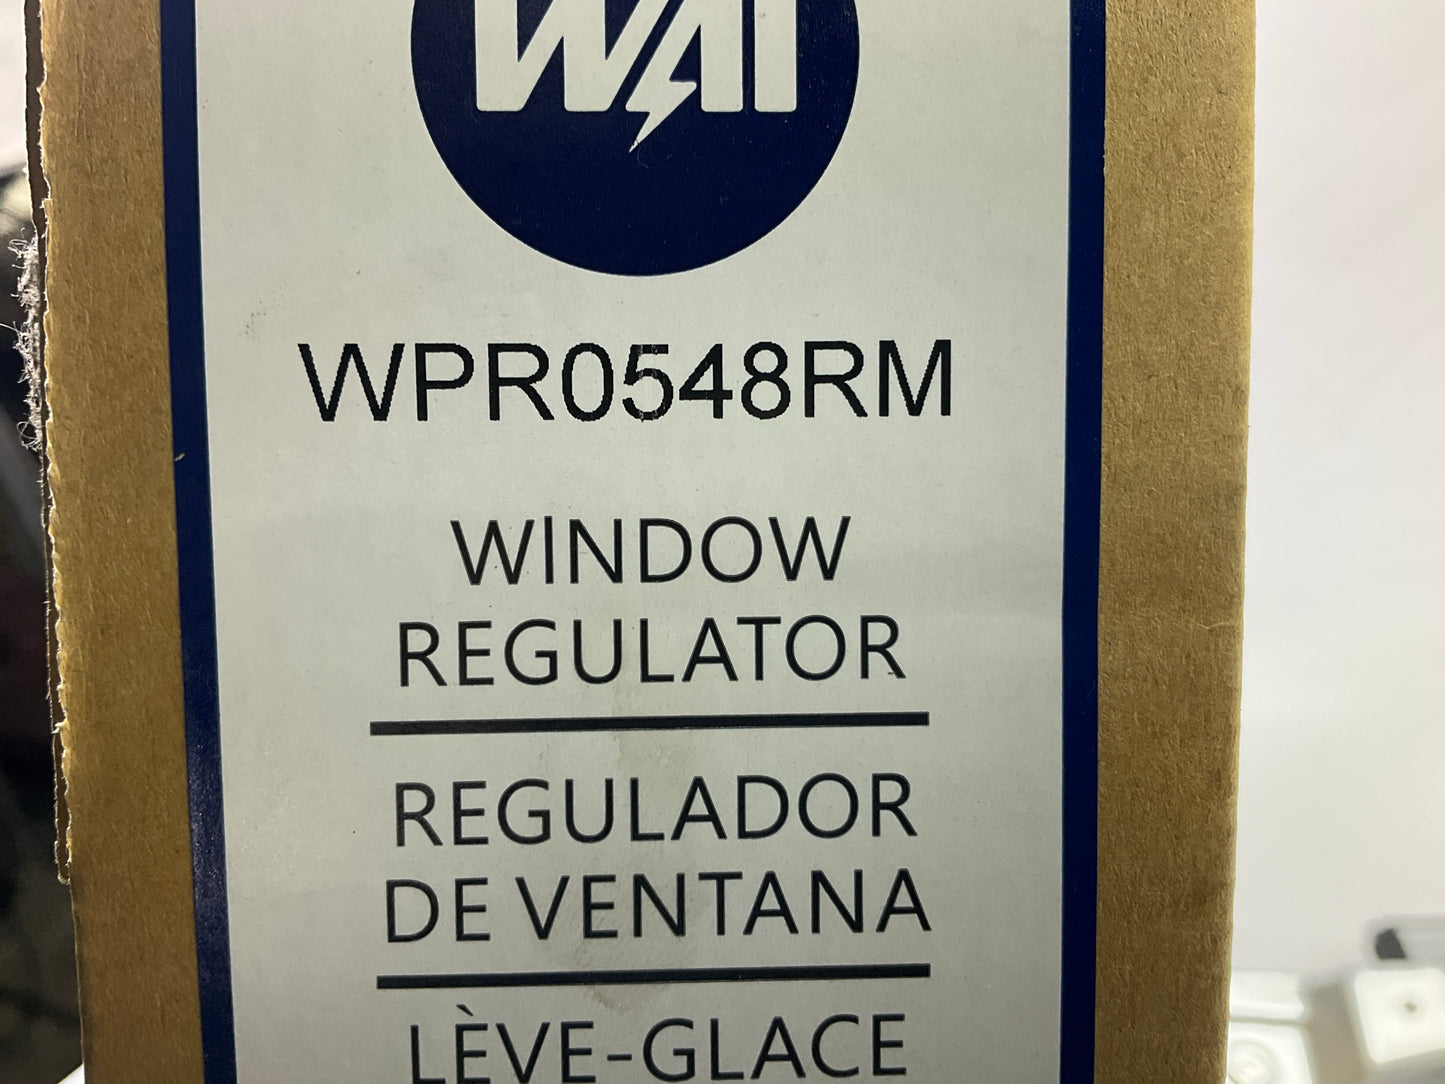 WAI
WPR0548RM
WINDOW
REGULATOR
REGULADOR
DE VENTANA
LÈVE-GLACE